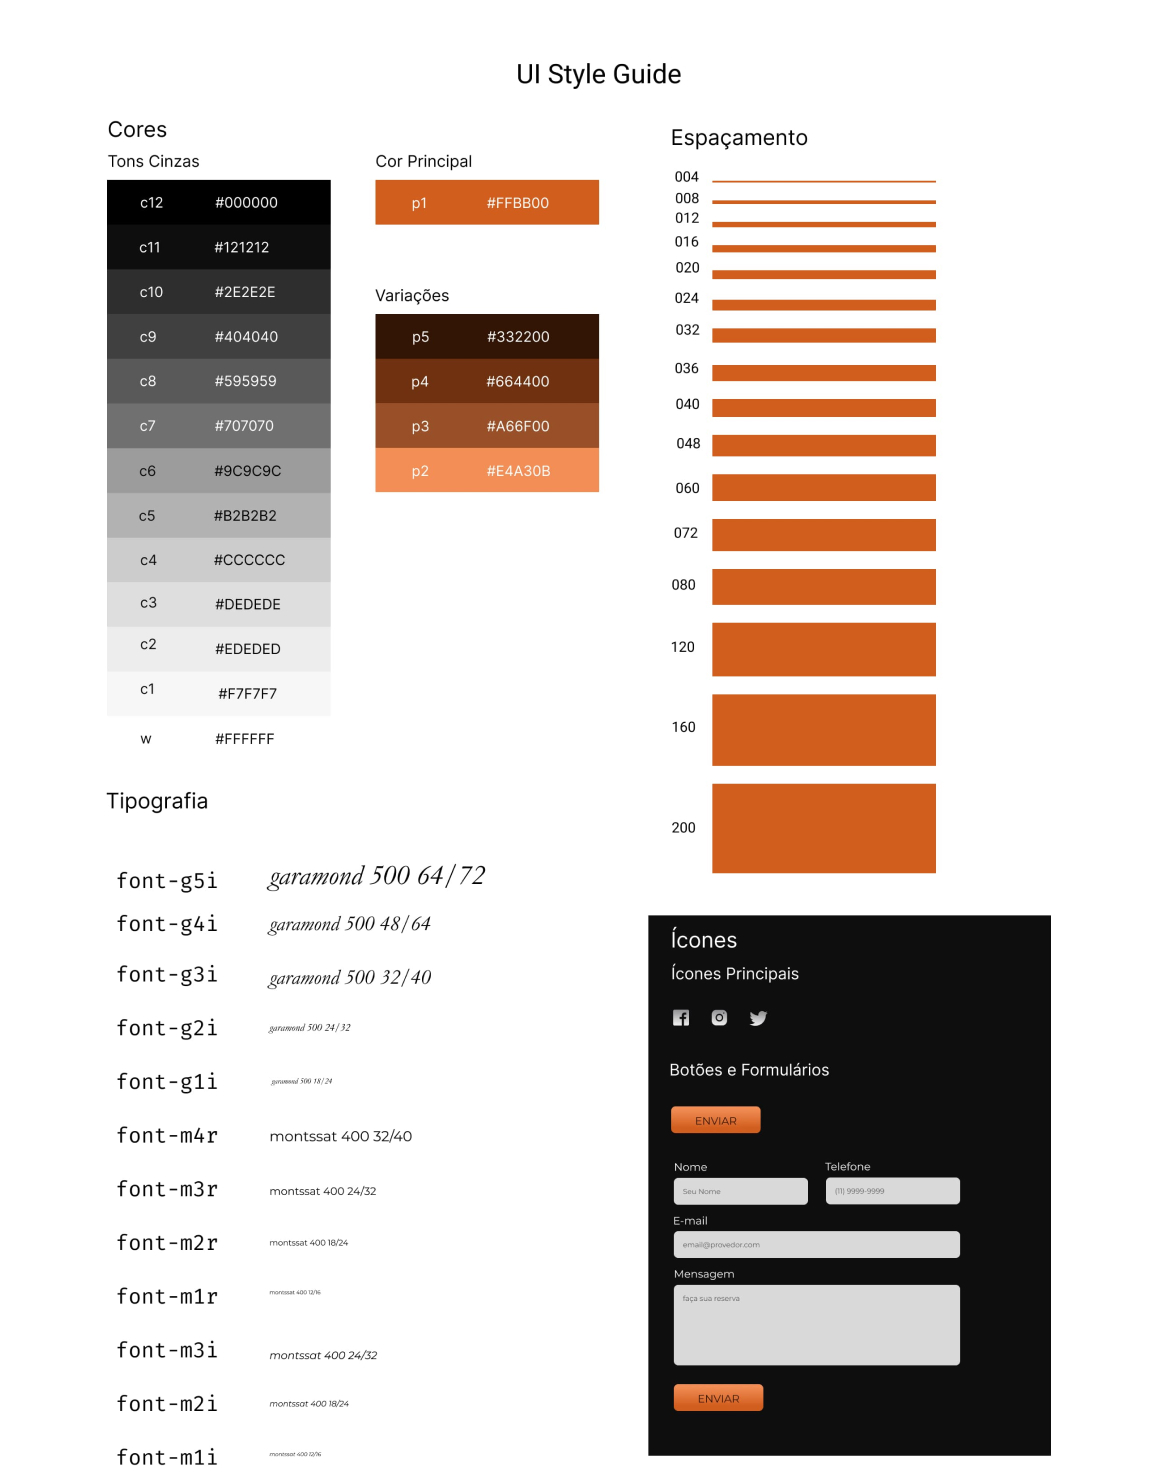 UI Style Guide
Cores
Tons Cinzas
c12 #000000
c11 #121212
c10 #2E2E2E
c9 #404040
c8 #595959
c7 #707070
c6 #9C9C9C
c5 #B2B2B2
c4 #CCCCCC
c3 #DEDEDE
c2 #EDEDED
c1 #F7F7F7
w #FFFFFF
Cor Principal
p1 #FFBB00
Variações
p5 #332200
p4 #664400
p3 #A66F00
p2 #E4A30B
Espaçamento
004
008
012
016
020
024
032
036
040
048
060
072
080
120
160
200
Tipografia
font-g5i garamond 500 64/72
font-g4i garamond 500 48/64
font-g3i garamond 500 32/40
font-g2i garamond 500 24/32
font-g1i garamond 500 18/24
font-m4r montssat 400 32/40
font-m3r montssat 400 24/32
font-m2r montssat 400 18/24
font-m1r montssat 400 12/16
font-m3i montssat 400 24/32
font-m2i montssat 400 18/24
font-m1i montssat 400 12/16
Ícones
Ícones Principais
Botões e Formulários
ENVIAR
Nome Telefone
Seu Nome (11) 9999-9999
E-mail
email@provedor.com
Mensagem
faça sua reserva
ENVIAR